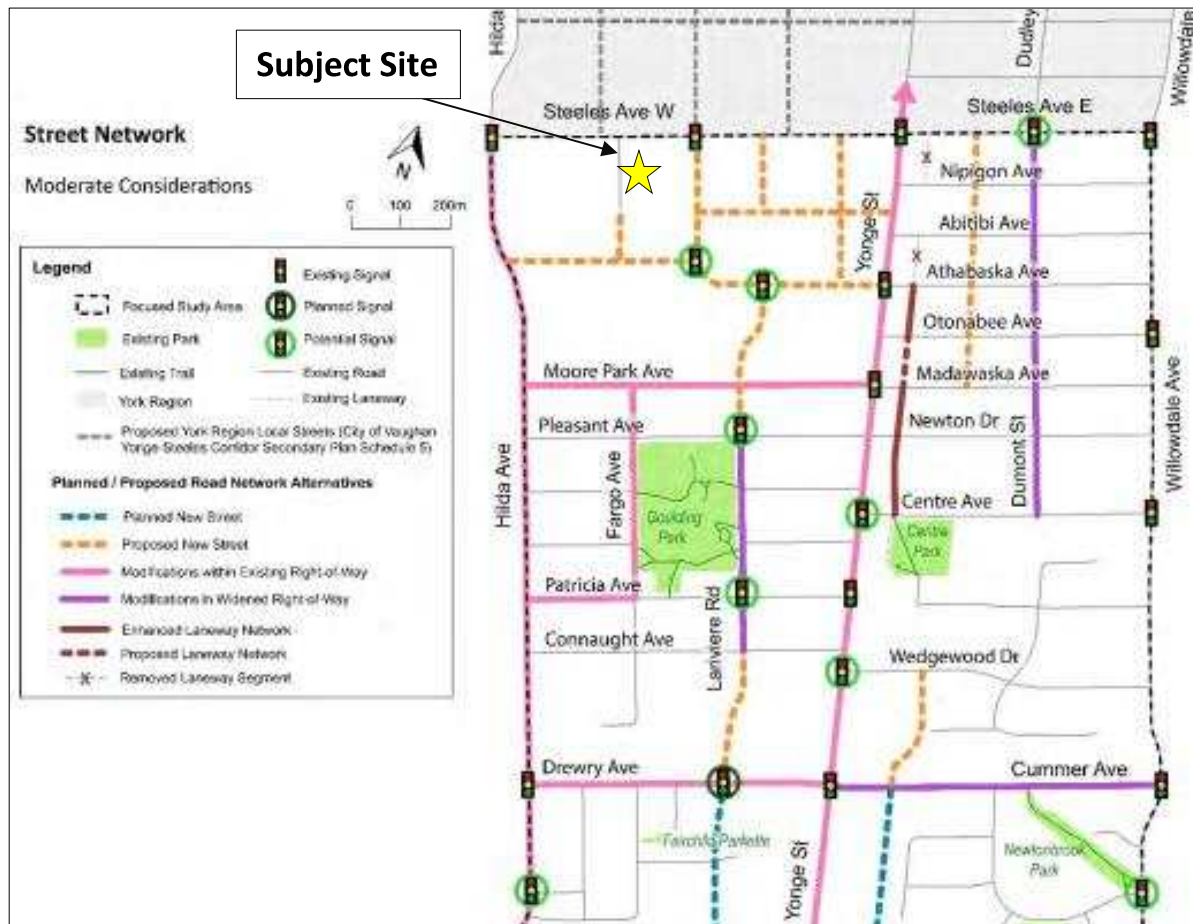 Subject Site
Hilda
Dudley
Willowdale
Steeles Ave W
Steeles Ave E
Street Network
Moderate Considerations
N
0 100 200m
Nipigon Ave
Abitibi Ave
Yonge St
Athabaska Ave
Otonabee Ave
Moore Park Ave
Madawaska Ave
Pleasant Ave
Newton Dr
Hilda Ave
Fargo Ave
Goulding
Park
Dumont St
Willowdale Ave
Centre Ave
Centre
Park
Patricia Ave
Lariviere Rd
Connaught Ave
Wedgewood Dr
Drewry Ave
Cummer Ave
Fairchild Parkette
Newtonbrook
Park
Yonge St
Legend
Focused Study Area
Existing Park
Existing Trail
York Region
Existing Signal
Planned Signal
Potential Signal
Existing Road
Existing Laneway
Proposed York Region Local Streets (City of Vaughan
Yonge-Steeles Corridor Secondary Plan Schedule 5)
Planned / Proposed Road Network Alternatives
Planned New Street
Proposed New Street
Modifications within Existing Right-of-Way
Modifications in Widened Right-of-Way
Enhanced Laneway Network
Proposed Laneway Network
Removed Laneway Segment